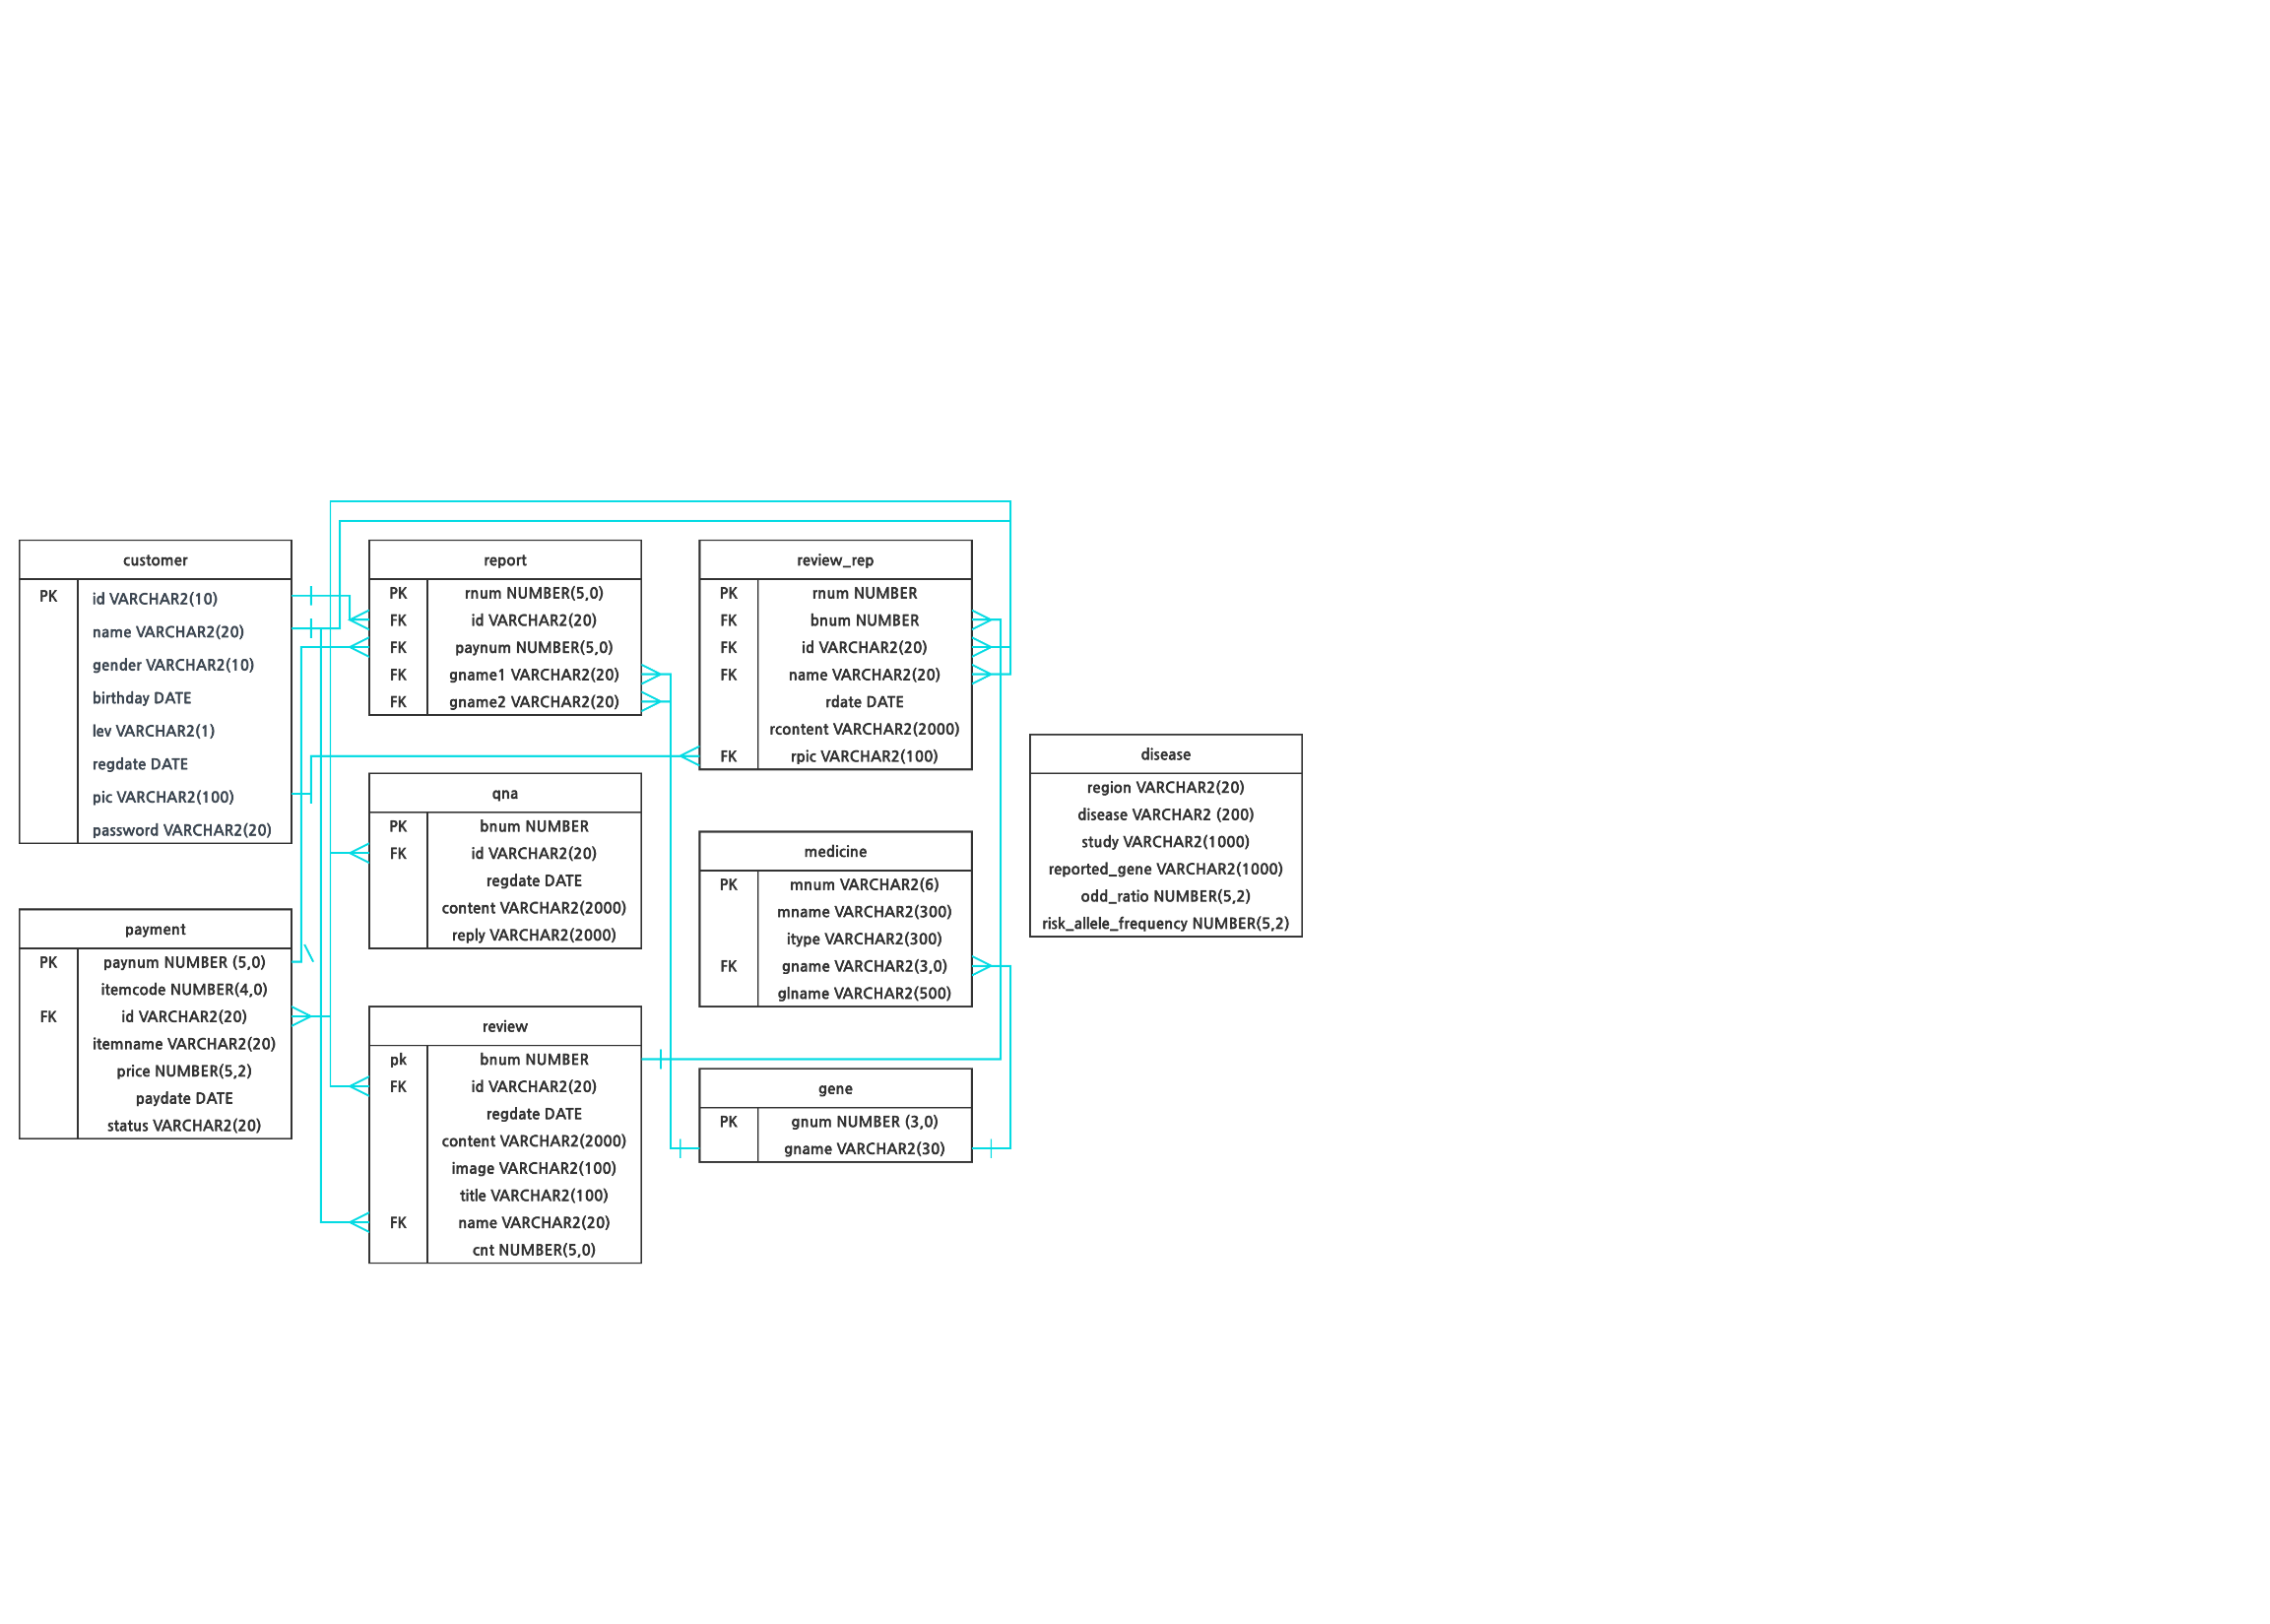 customer
PK id VARCHAR2(10)
name VARCHAR2(20)
gender VARCHAR2(10)
birthday DATE
lev VARCHAR2(1)
regdate DATE
pic VARCHAR2(100)
password VARCHAR2(20)
payment
PK paynum NUMBER (5,0)
itemcode NUMBER(4,0)
FK id VARCHAR2(20)
itemname VARCHAR2(20)
price NUMBER(5,2)
paydate DATE
status VARCHAR2(20)
report
PK rnum NUMBER(5,0)
FK id VARCHAR2(20)
FK paynum NUMBER(5,0)
FK gname1 VARCHAR2(20)
FK gname2 VARCHAR2(20)
qna
PK bnum NUMBER
FK id VARCHAR2(20)
regdate DATE
content VARCHAR2(2000)
reply VARCHAR2(2000)
review
pk bnum NUMBER
FK id VARCHAR2(20)
regdate DATE
content VARCHAR2(2000)
image VARCHAR2(100)
title VARCHAR2(100)
FK name VARCHAR2(20)
cnt NUMBER(5,0)
review_rep
PK rnum NUMBER
FK bnum NUMBER
FK id VARCHAR2(20)
FK name VARCHAR2(20)
rdate DATE
rcontent VARCHAR2(2000)
FK rpic VARCHAR2(100)
medicine
PK mnum VARCHAR2(6)
mname VARCHAR2(300)
itype VARCHAR2(300)
FK gname VARCHAR2(3,0)
glname VARCHAR2(500)
gene
PK gnum NUMBER (3,0)
gname VARCHAR2(30)
disease
region VARCHAR2(20)
disease VARCHAR2 (200)
study VARCHAR2(1000)
reported_gene VARCHAR2(1000)
odd_ratio NUMBER(5,2)
risk_allele_frequency NUMBER(5,2)